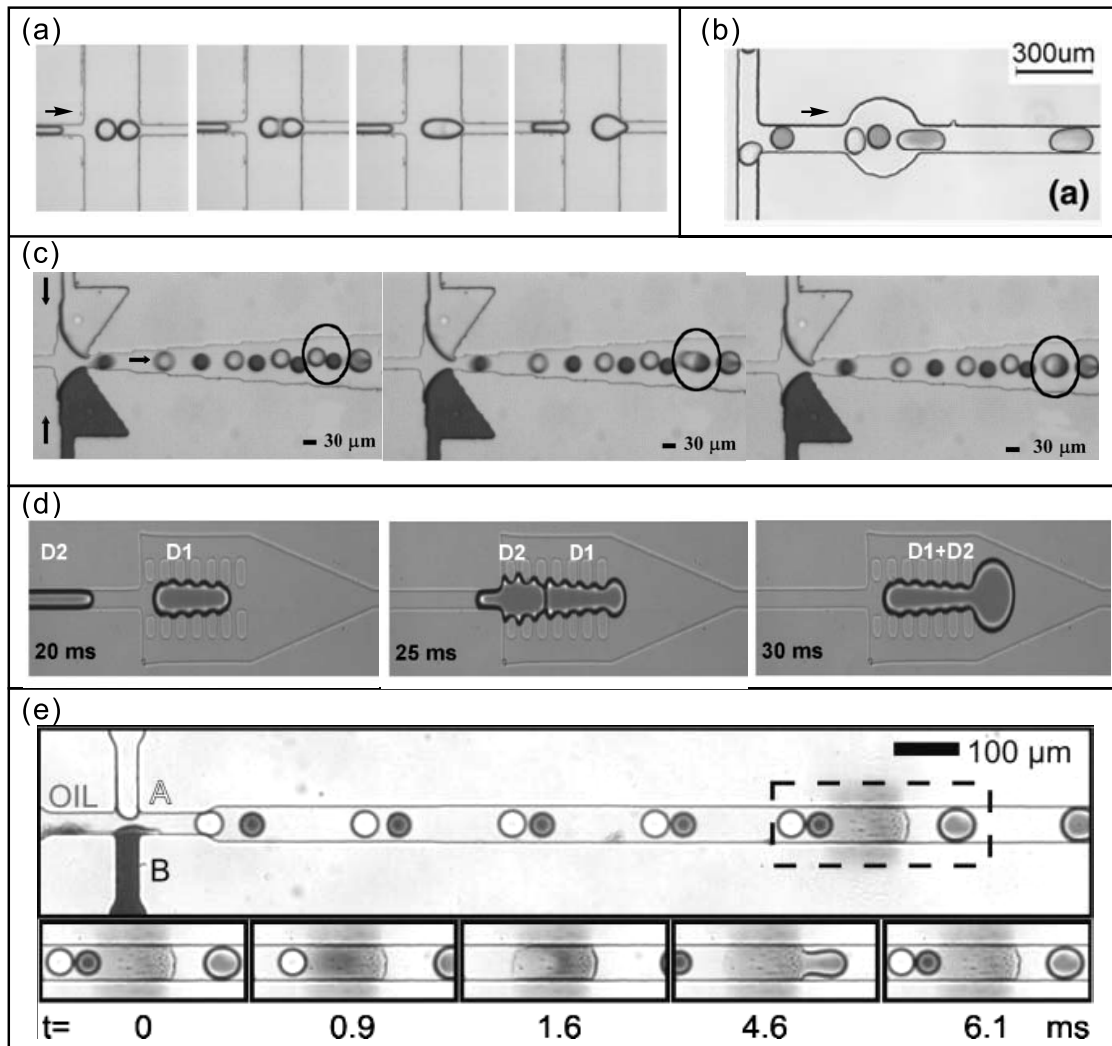 (a)
(b)
300um
(a)
(c)
30 µm
30 µm
30 µm
(d)
D2
D1
20 ms
D2
D1
25 ms
D1+D2
30 ms
(e)
OIL
A
B
100 µm
t= 0 0.9 1.6 4.6 6.1 ms